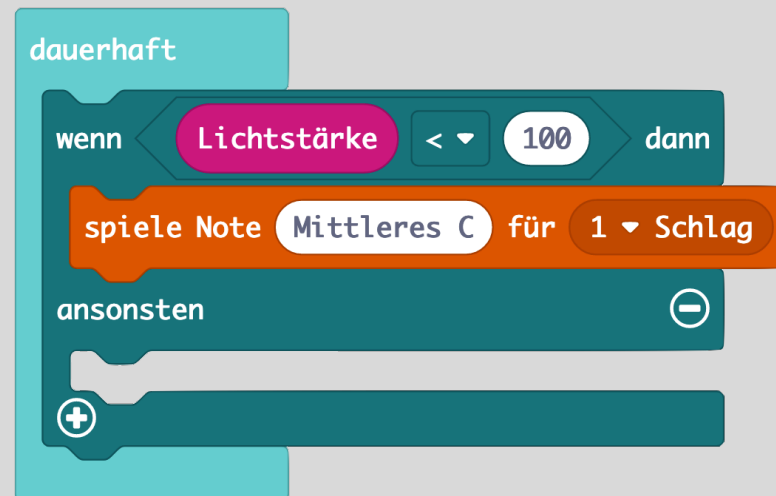 dauerhaft
wenn Lichtstärke < 100 dann
spiele Note Mittleres C für 1 Schlag
ansonsten